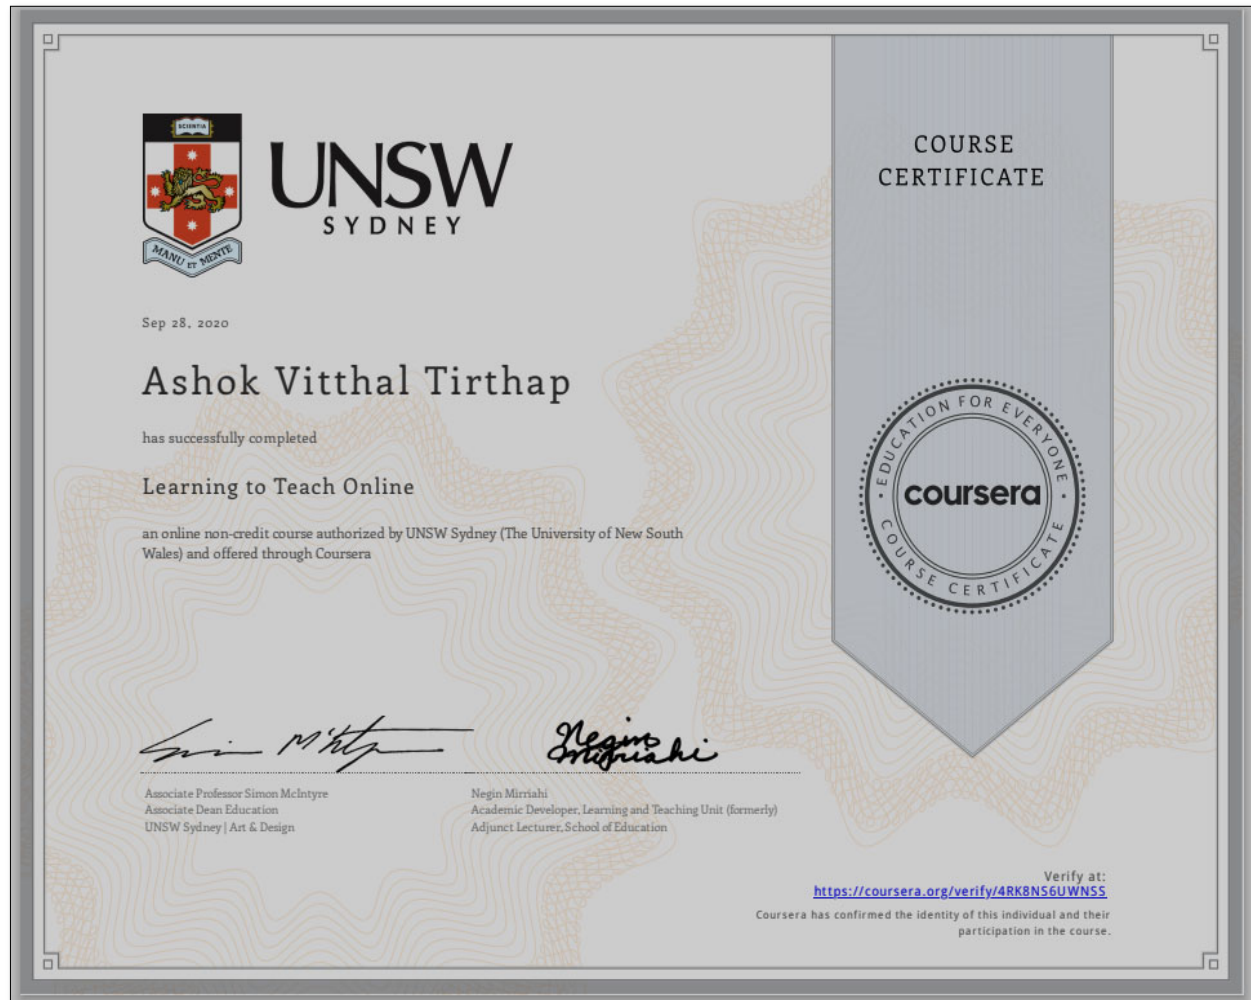 SCIENTIA
MANU ET MENTE
UNSW
SYDNEY
COURSE
CERTIFICATE
Sep 28, 2020
Ashok Vitthal Tirthap
has successfully completed
Learning to Teach Online
an online non-credit course authorized by UNSW Sydney (The University of New South
Wales) and offered through Coursera
EDUCATION FOR EVERYONE
coursera
COURSE CERTIFICATE
Negin
Mirriahi
Associate Professor Simon McIntyre
Associate Dean Education
UNSW Sydney | Art & Design
Negin Mirriahi
Academic Developer, Learning and Teaching Unit (formerly)
Adjunct Lecturer, School of Education
Verify at:
https://coursera.org/verify/4RK8NS6UWNSS
Coursera has confirmed the identity of this individual and their
participation in the course.